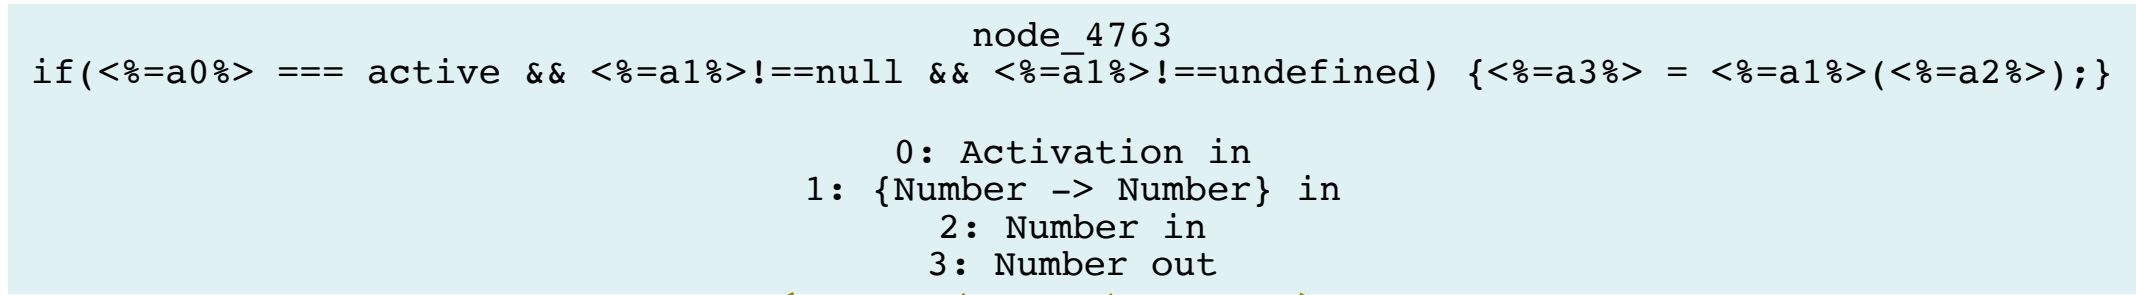 node_4763
if(<%=a0%> === active && <%=a1%>!==null && <%=a1%>!==undefined) {<%=a3%> = <%=a1%>(<%=a2%>);}
0: Activation in
1: {Number -> Number} in
2: Number in
3: Number out